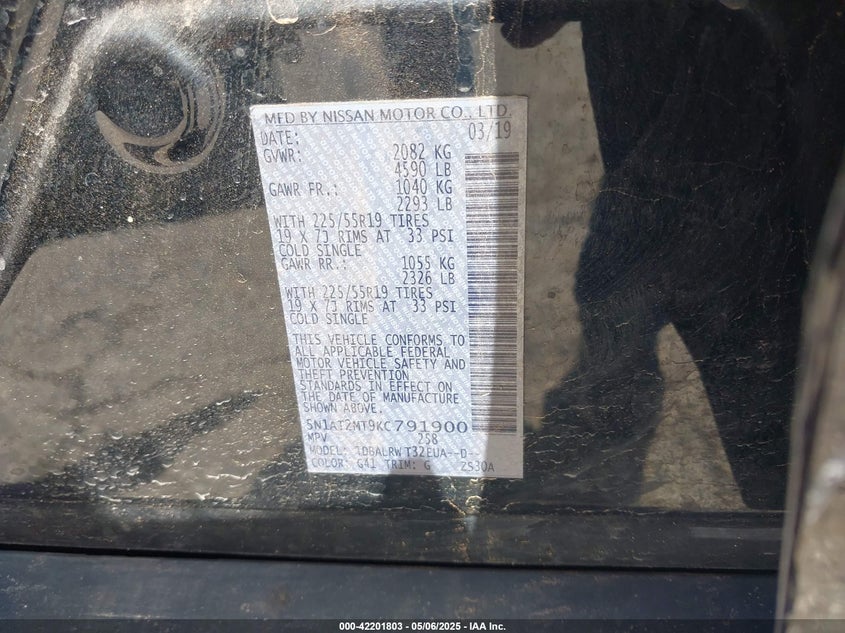 MFD BY NISSAN MOTOR CO., LTD.
DATE: 03/19
GVWR: 2082 KG
4590 LB
GAWR FR.: 1040 KG
2293 LB
WITH 225/55R19 TIRES
19 X 7J RIMS AT 33 PSI
COLD SINGLE
GAWR RR.: 1055 KG
2326 LB
WITH 225/55R19 TIRES
19 X 7J RIMS AT 33 PSI
COLD SINGLE
THIS VEHICLE CONFORMS TO
ALL APPLICABLE FEDERAL
MOTOR VEHICLE SAFETY AND
THEFT PREVENTION
STANDARDS IN EFFECT ON
THE DATE OF MANUFACTURE
SHOWN ABOVE.
5N1AT2MT9KC791900
MPV 258
MODEL: TDBALRWT32EUA--D-
COLOR: G41 TRIM: G ZS30A
000-42201803 — 05/06/2025 — IAA Inc.